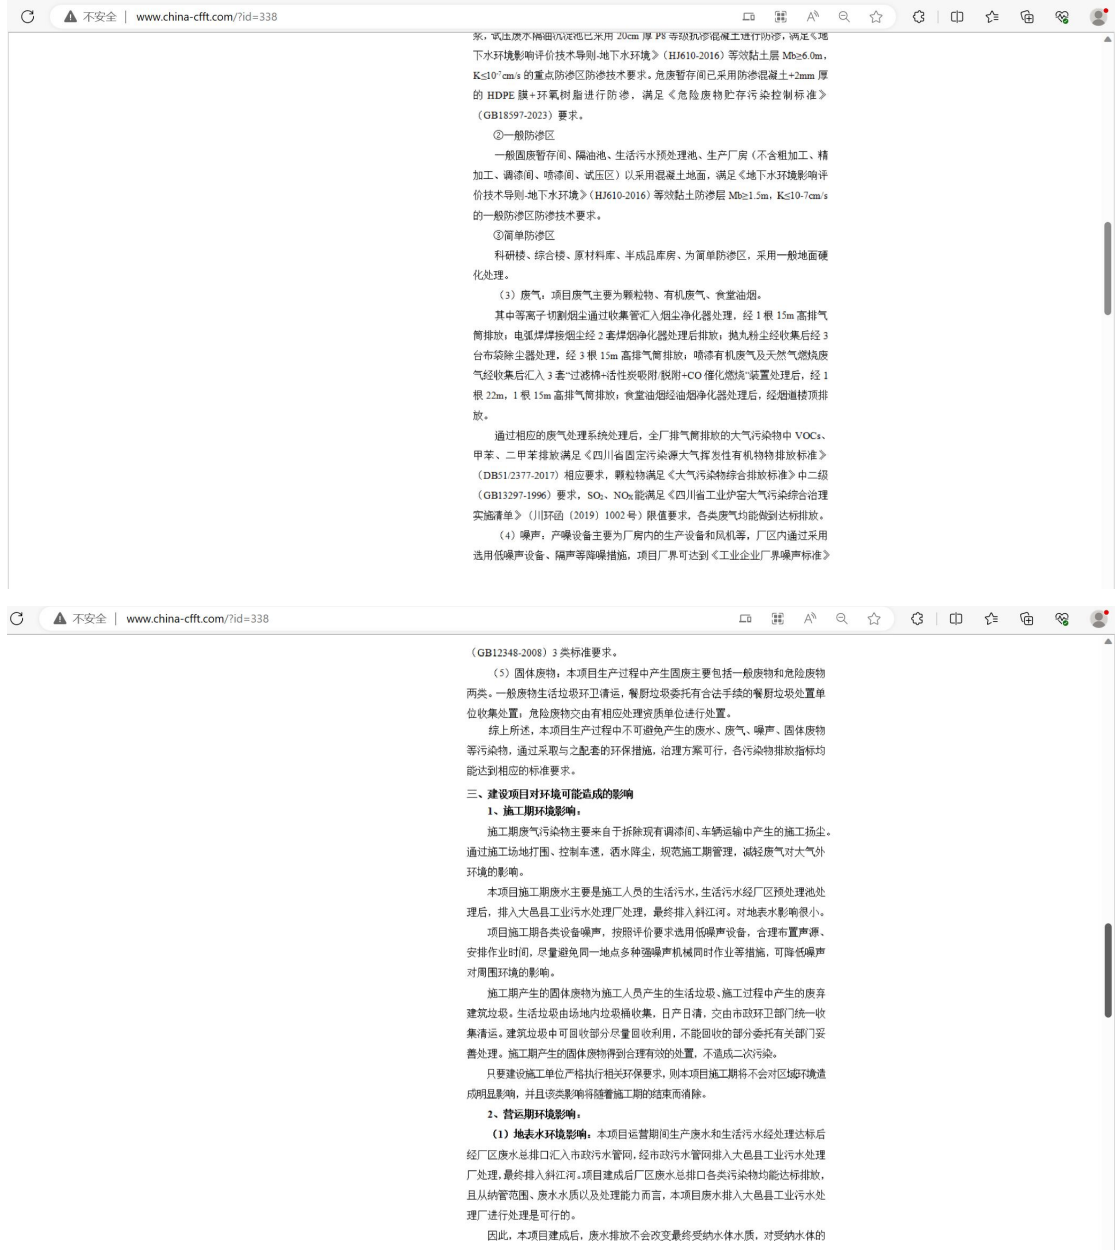 不安全 | www.china-cfft.com/?id=338
泵，试压废水隔油沉淀池已采用 20cm 厚 P8 等级抗渗混凝土进行防渗，满足《地
下水环境影响评价技术导则-地下水环境》（HJ610-2016）等效黏土层 Mb≥6.0m，
K≤10⁻⁷cm/s 的重点防渗区防渗技术要求。危废暂存间已采用防渗混凝土+2mm 厚
的 HDPE 膜+环氧树脂进行防渗，满足《危险废物贮存污染控制标准》
（GB18597-2023）要求。
②一般防渗区
一般固废暂存间、隔油池、生活污水预处理池、生产厂房（不含粗加工、精
加工、调漆间、喷漆间、试压区）以采用混凝土地面，满足《地下水环境影响评
价技术导则-地下水环境》（HJ610-2016）等效黏土防渗层 Mb≥1.5m，K≤10-7cm/s
的一般防渗区防渗技术要求。
③简单防渗区
科研楼、综合楼、原材料库、半成品库房、为简单防渗区，采用一般地面硬
化处理。
（3）废气：项目废气主要为颗粒物、有机废气、食堂油烟。
其中等离子切割烟尘通过收集管汇入烟尘净化器处理，经 1 根 15m 高排气
筒排放；电弧焊焊接烟尘经 2 套焊烟净化器处理后排放；抛丸粉尘经收集后经 3
台布袋除尘器处理，经 3 根 15m 高排气筒排放；喷漆有机废气及天然气燃烧废
气经收集后汇入 3 套“过滤棉+活性炭吸附/脱附+CO 催化燃烧”装置处理后，经 1
根 22m，1 根 15m 高排气筒排放；食堂油烟经油烟净化器处理后，经烟道楼顶排
放。
通过相应的废气处理系统处理后，全厂排气筒排放的大气污染物中 VOCs、
甲苯、二甲苯排放满足《四川省固定污染源大气挥发性有机物物排放标准》
（DB51/2377-2017）相应要求，颗粒物满足《大气污染物综合排放标准》中二级
（GB13297-1996）要求，SO₂、NOx能满足《四川省工业炉窑大气污染综合治理
实施清单》（川环函（2019）1002 号）限值要求，各类废气均能做到达标排放。
（4）噪声：产噪设备主要为厂房内的生产设备和风机等，厂区内通过采用
选用低噪声设备、隔声等降噪措施，项目厂界可达到《工业企业厂界噪声标准》
不安全 | www.china-cfft.com/?id=338
（GB12348-2008）3 类标准要求。
（5）固体废物：本项目生产过程中产生固废主要包括一般废物和危险废物
两类。一般废物生活垃圾环卫清运，餐厨垃圾委托有合法手续的餐厨垃圾处置单
位收集处置；危险废物交由有相应处理资质单位进行处置。
综上所述，本项目生产过程中不可避免产生的废水、废气、噪声、固体废物
等污染物，通过采取与之配套的环保措施，治理方案可行，各污染物排放指标均
能达到相应的标准要求。
三、建设项目对环境可能造成的影响
1、施工期环境影响：
施工期废气污染物主要来自于拆除现有调漆间、车辆运输中产生的施工扬尘。
通过施工场地打围、控制车速，洒水降尘，规范施工期管理，减轻废气对大气外
环境的影响。
本项目施工期废水主要是施工人员的生活污水，生活污水经厂区预处理池处
理后，排入大邑县工业污水处理厂处理，最终排入斜江河。对地表水影响很小。
项目施工期各类设备噪声，按照评价要求选用低噪声设备，合理布置声源、
安排作业时间，尽量避免同一地点多种强噪声机械同时作业等措施，可降低噪声
对周围环境的影响。
施工期产生的固体废物为施工人员产生的生活垃圾、施工过程中产生的废弃
建筑垃圾。生活垃圾由场地内垃圾桶收集，日产日清，交由市政环卫部门统一收
集清运。建筑垃圾中可回收部分尽量回收利用，不能回收的部分委托有关部门妥
善处理。施工期产生的固体废物得到合理有效的处置，不造成二次污染。
只要建设施工单位严格执行相关环保要求，则本项目施工期将不会对区域环境造
成明显影响，并且该类影响将随着施工期的结束而消除。
2、营运期环境影响：
（1）地表水环境影响：本项目运营期间生产废水和生活污水经处理达标后
经厂区废水总排口汇入市政污水管网，经市政污水管网排入大邑县工业污水处理
厂处理，最终排入斜江河。项目建成后厂区废水总排口各类污染物均能达标排放，
且从纳管范围、废水水质以及处理能力而言，本项目废水排入大邑县工业污水处
理厂进行处理是可行的。
因此，本项目建成后，废水排放不会改变最终受纳水体水质，对受纳水体的